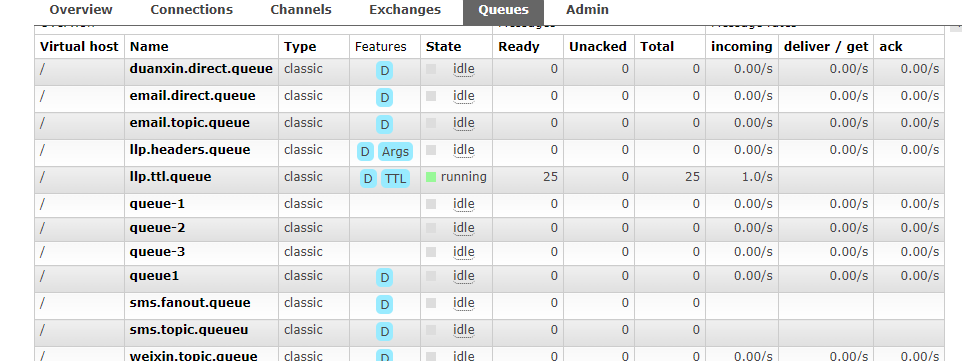 Overview Connections Channels Exchanges Queues Admin
Virtual host Name Type Features State Ready Unacked Total incoming deliver / get ack
/ duanxin.direct.queue classic D idle 0 0 0 0.00/s 0.00/s 0.00/s
/ email.direct.queue classic D idle 0 0 0 0.00/s 0.00/s 0.00/s
/ email.topic.queue classic D idle 0 0 0 0.00/s 0.00/s 0.00/s
/ llp.headers.queue classic D Args idle 0 0 0 0.00/s 0.00/s 0.00/s
/ llp.ttl.queue classic D TTL running 25 0 25 1.0/s
/ queue-1 classic idle 0 0 0 0.00/s 0.00/s 0.00/s
/ queue-2 classic idle 0 0 0 0.00/s 0.00/s 0.00/s
/ queue-3 classic idle 0 0 0 0.00/s 0.00/s 0.00/s
/ queue1 classic D idle 0 0 0 0.00/s 0.00/s 0.00/s
/ sms.fanout.queue classic D idle 0 0 0
/ sms.topic.queueu classic D idle 0 0 0
/ weixin.topic.queue classic D idle 0 0 0 0.00/s 0.00/s 0.00/s